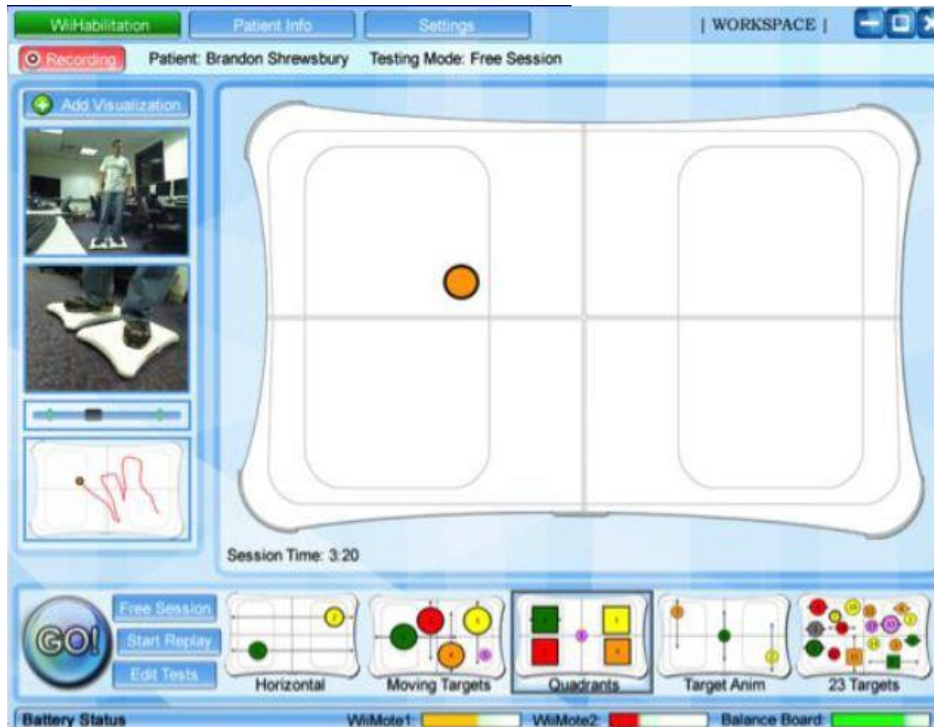 WiiHabilitation Patient Info Settings | WORKSPACE |
Recording Patient: Brandon Shrewsbury Testing Mode: Free Session
Add Visualization
Session Time: 3:20
GO!
Free Session
Start Replay
Edit Tests
Horizontal Moving Targets Quadrants Target Anim 23 Targets
Battery Status WiiMote1: WiiMote2: Balance Board: